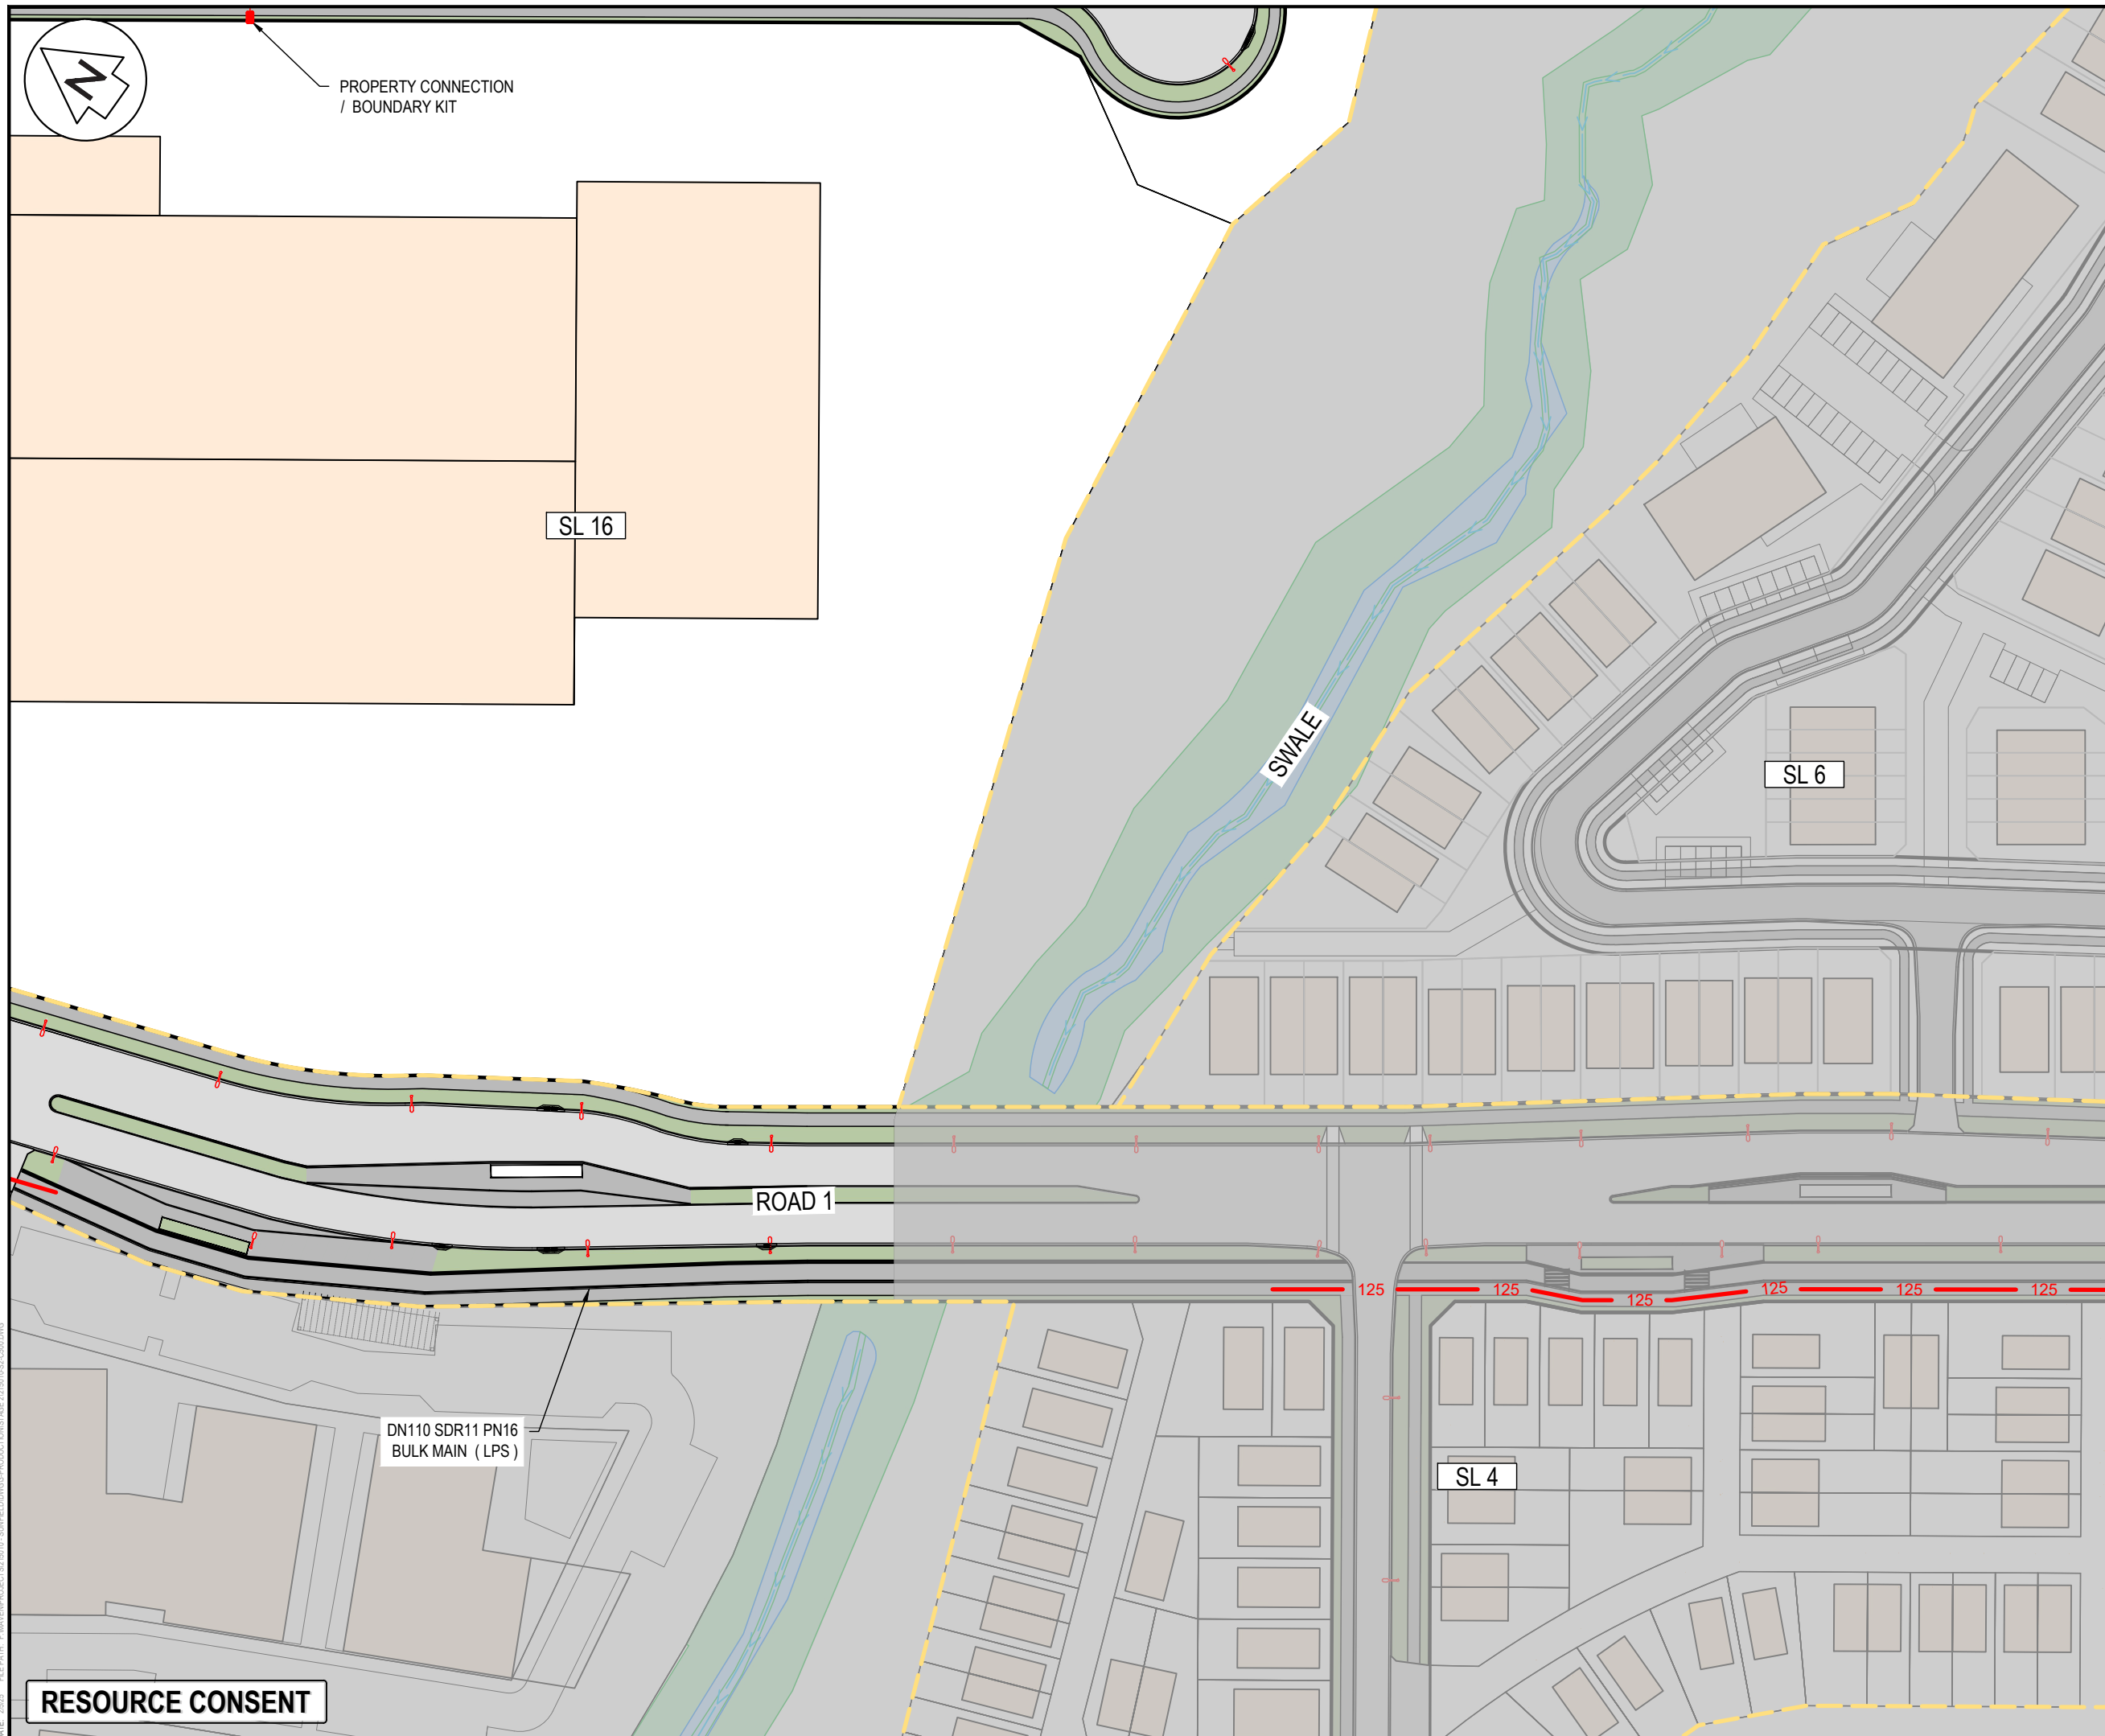 N
PROPERTY CONNECTION
/ BOUNDARY KIT
SL 16
SWALE
SL 6
ROAD 1
125
125
125
125
125
125
DN110 SDR11 PN16
BULK MAIN ( LPS )
SL 4
RESOURCE CONSENT